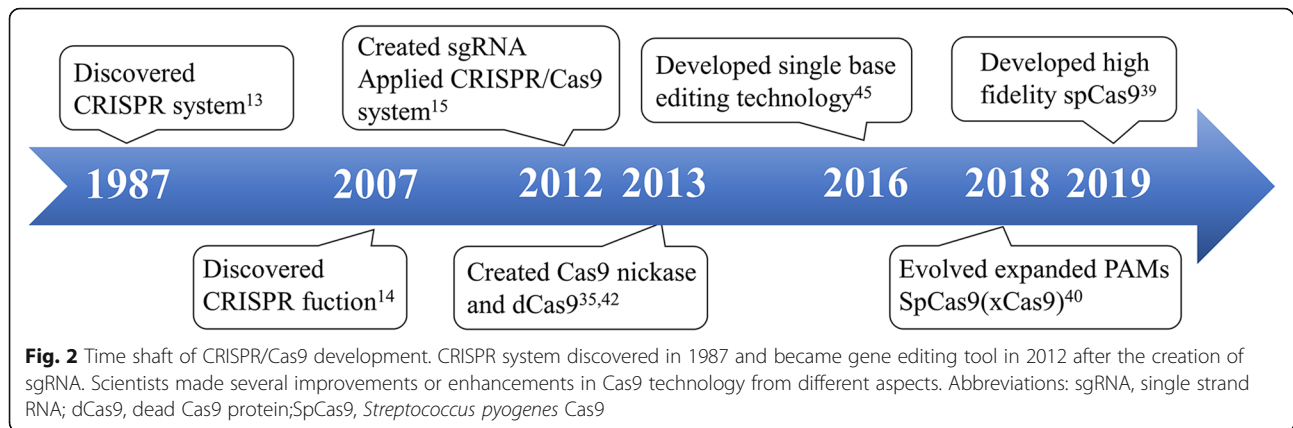 Discovered
CRISPR system13
Created sgRNA
Applied CRISPR/Cas9
system15
Developed single base
editing technology45
Developed high
fidelity spCas939
1987
2007
2012
2013
2016
2018
2019
Discovered
CRISPR fuction14
Created Cas9 nickase
and dCas935,42
Evolved expanded PAMs
SpCas9(xCas9)40
Fig. 2 Time shaft of CRISPR/Cas9 development. CRISPR system discovered in 1987 and became gene editing tool in 2012 after the creation of
sgRNA. Scientists made several improvements or enhancements in Cas9 technology from different aspects. Abbreviations: sgRNA, single strand
RNA; dCas9, dead Cas9 protein;SpCas9, Streptococcus pyogenes Cas9